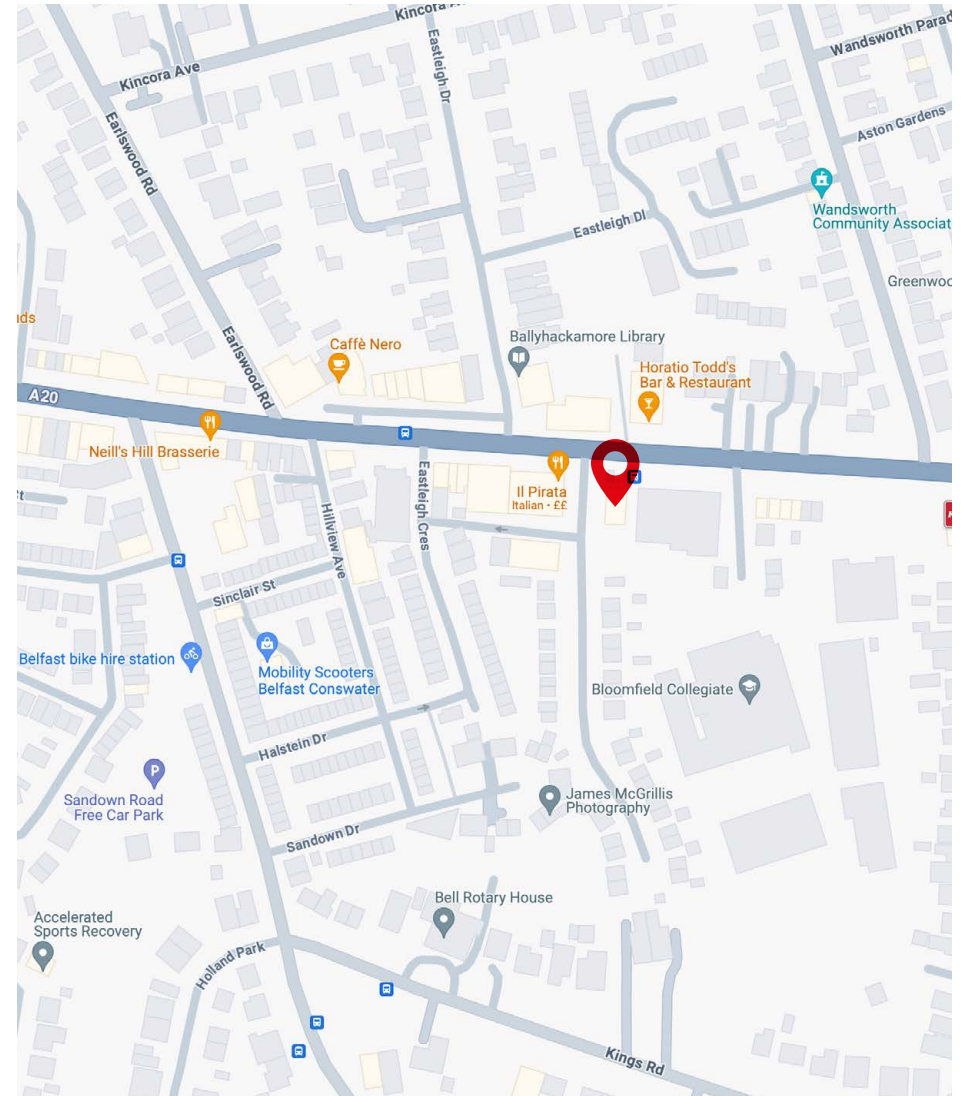 Kincora A
Kincora Ave
Eastleigh Dr
Wandsworth Parad
Earlswood Rd
Aston Gardens
Wandsworth
Community Associat
Eastleigh Dl
Greenwoo
uds
Earlswood Rd
Caffè Nero
Ballyhackamore Library
Horatio Todd's
Bar & Restaurant
A20
Neill's Hill Brasserie
Il Pirata
Italian • ££
Eastleigh Cres
Hillview Ave
Sinclair St
Belfast bike hire station
Mobility Scooters
Belfast Conswater
Bloomfield Collegiate
Halstein Dr
Sandown Road
Free Car Park
P
James McGrillis
Photography
Sandown Dr
Bell Rotary House
Accelerated
Sports Recovery
Holland Park
Kings Rd